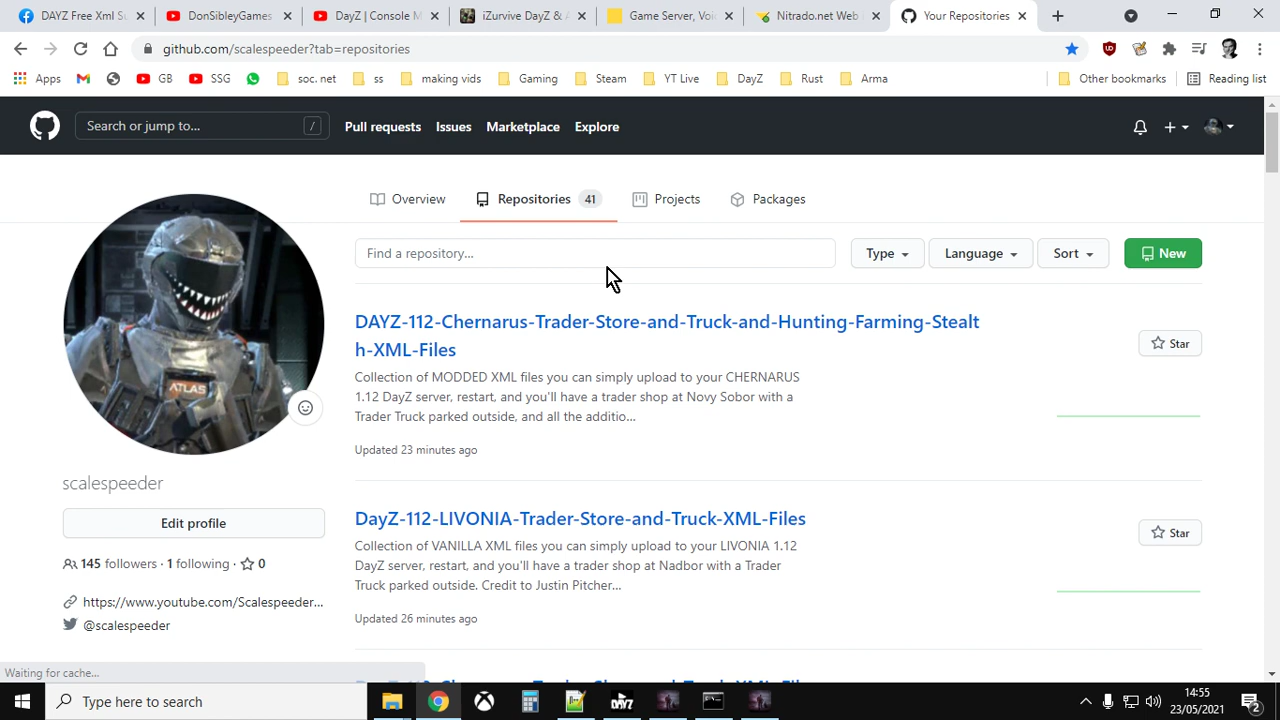 DAYZ Free Xml Su
DonSibleyGames
DayZ | Console M
iZurvive DayZ & A
Game Server, Voic
Nitrado.net Web
Your Repositories
github.com/scalespeeder?tab=repositories
Apps
GB
SSG
soc. net
ss
making vids
Gaming
Steam
YT Live
DayZ
Rust
Arma
Other bookmarks
Reading list
Search or jump to...
/
Pull requests
Issues
Marketplace
Explore
Overview
Repositories 41
Projects
Packages
Find a repository...
Type
Language
Sort
New
DAYZ-112-Chernarus-Trader-Store-and-Truck-and-Hunting-Farming-Stealt
h-XML-Files
Star
Collection of MODDED XML files you can simply upload to your CHERNARUS
1.12 DayZ server, restart, and you'll have a trader shop at Novy Sobor with a
Trader Truck parked outside, and all the additio...
Updated 23 minutes ago
ATLAS
scalespeeder
Edit profile
145 followers · 1 following · 0
https://www.youtube.com/Scalespeeder...
@scalespeeder
DayZ-112-LIVONIA-Trader-Store-and-Truck-XML-Files
Star
Collection of VANILLA XML files you can simply upload to your LIVONIA 1.12
DayZ server, restart, and you'll have a trader shop at Nadbor with a Trader
Truck parked outside. Credit to Justin Pitcher...
Updated 26 minutes ago
Waiting for cache...
Type here to search
DAYZ
14:55
23/05/2021
2